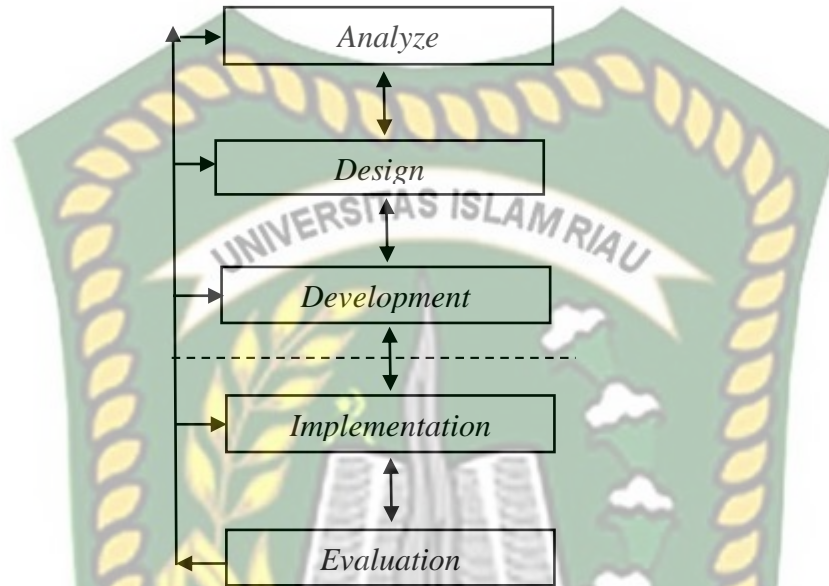 Analyze
Design
UNIVERSITAS ISLAM RIAU
Development
Implementation
Evaluation